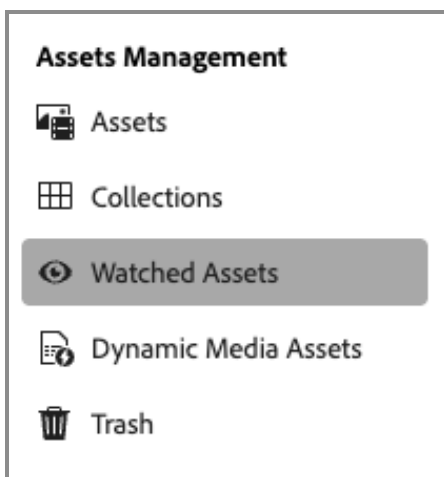 Assets Management
Assets
Collections
Watched Assets
Dynamic Media Assets
Trash